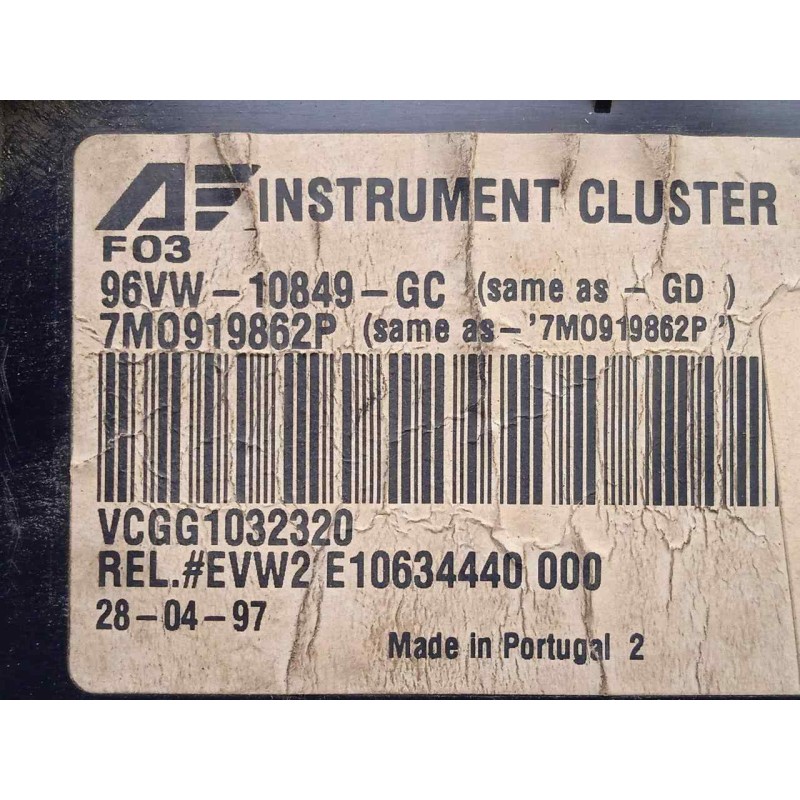 AE INSTRUMENT CLUSTER
F03
96VW-10849-GC (same as - GD )
7M0919862P (same as-'7M0919862P ')
VCGG1032320
REL.#EVW2 E10634440 000
28-04-97
Made in Portugal 2